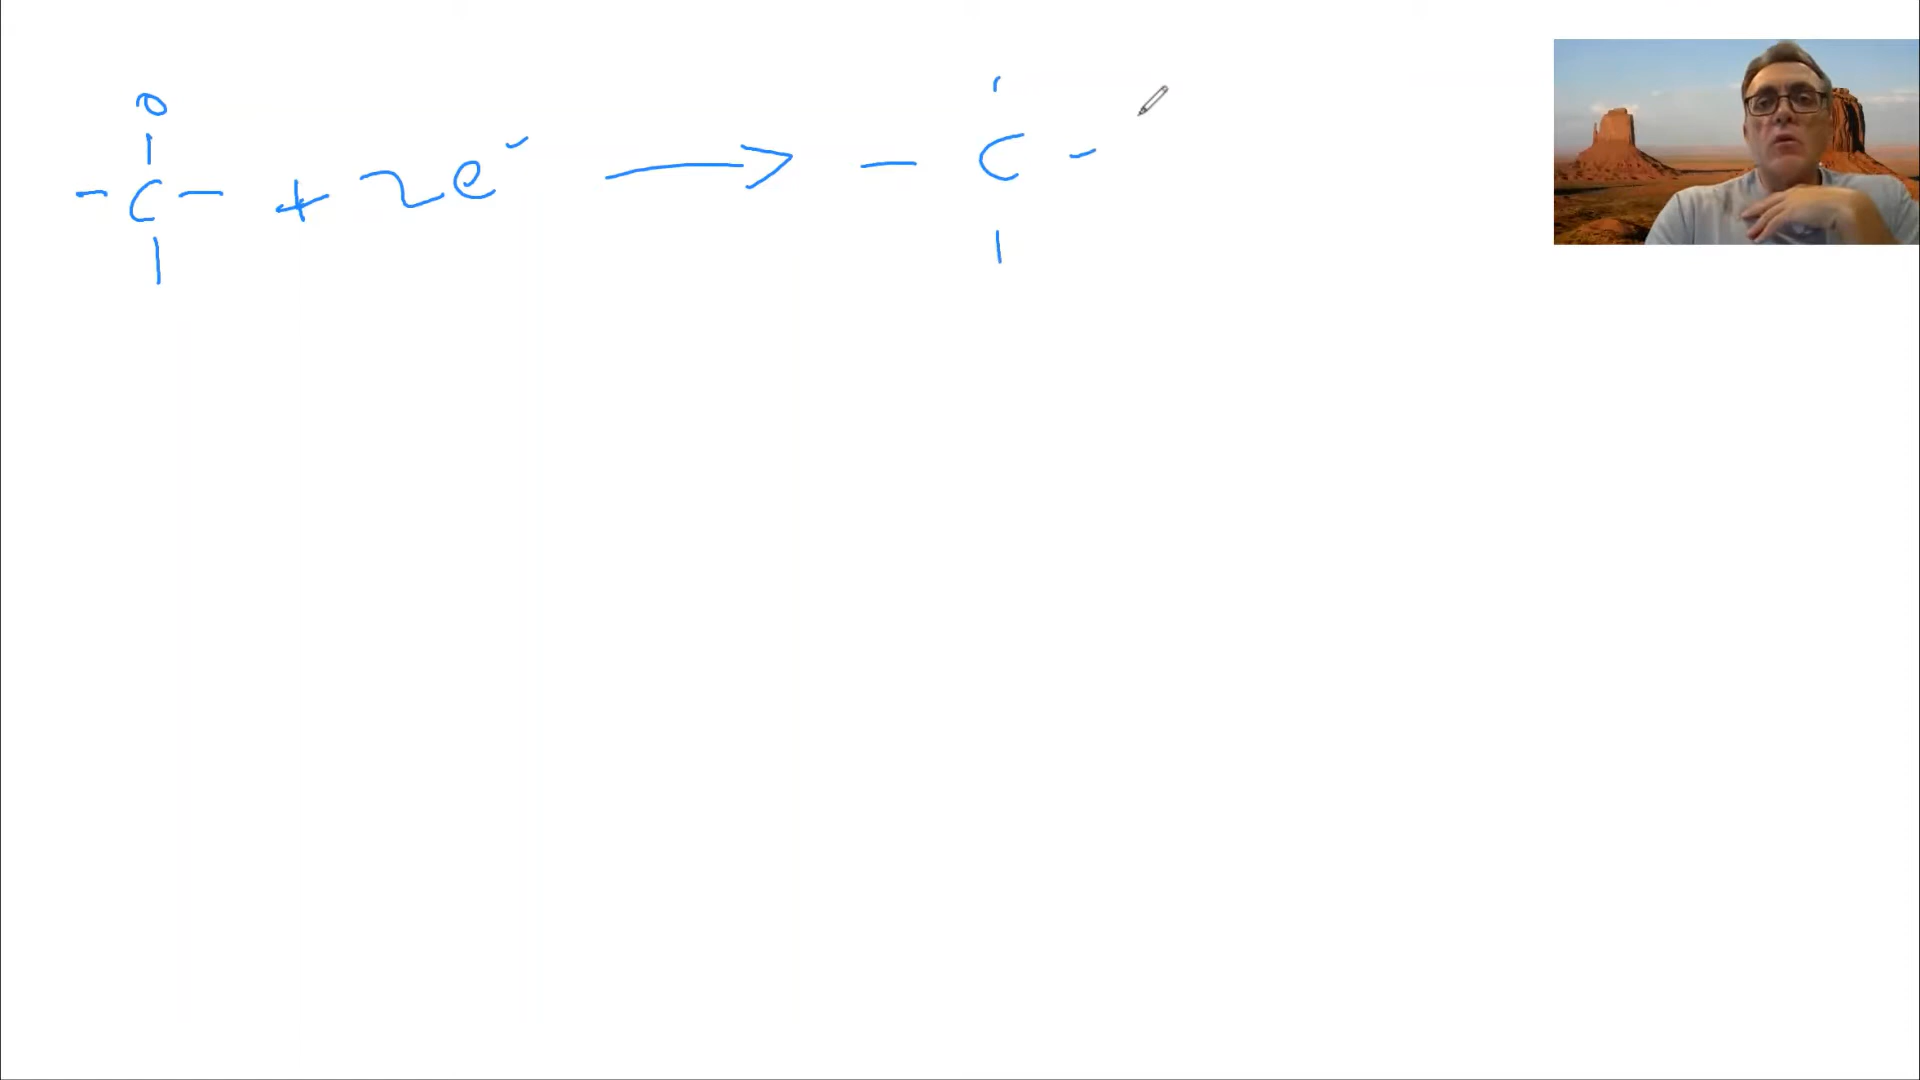 O
-C- + 2e⁻ → -C-